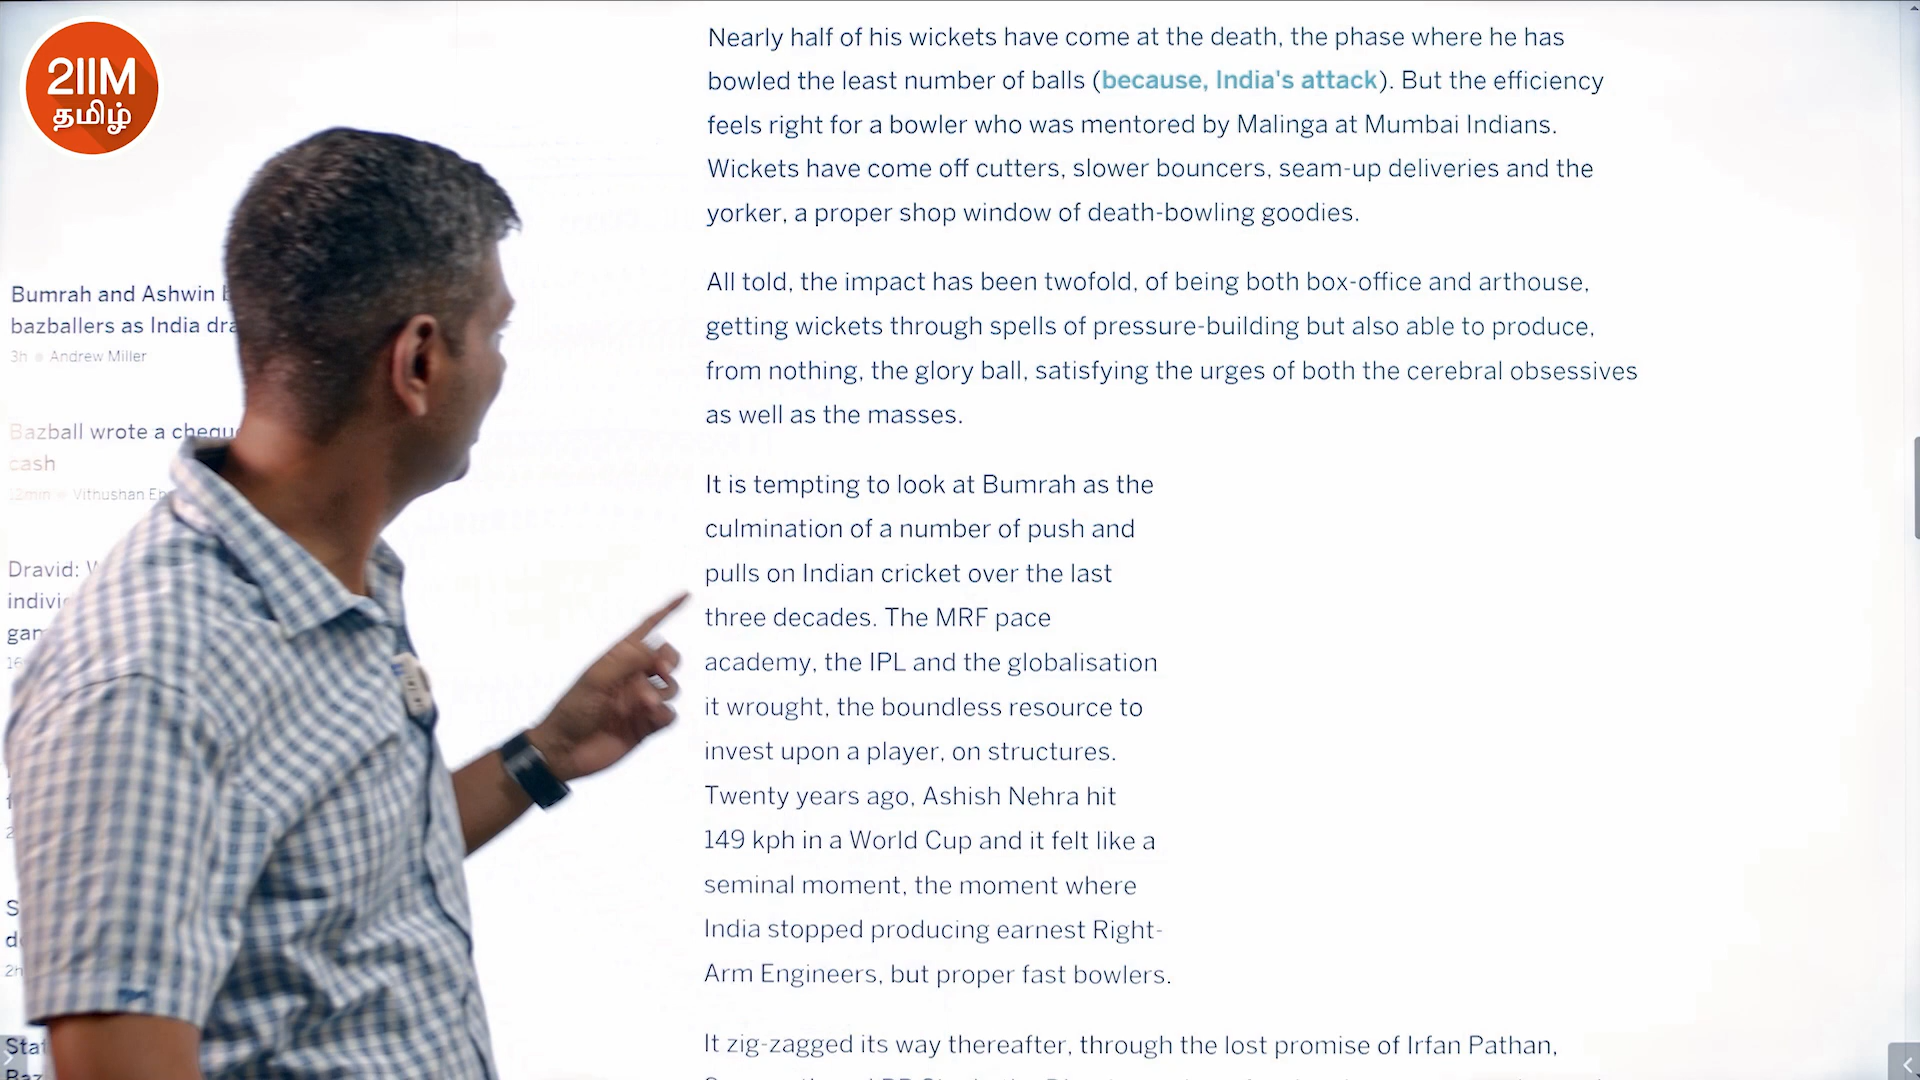 2IIM
தமிழ்
Nearly half of his wickets have come at the death, the phase where he has
bowled the least number of balls (because, India's attack). But the efficiency
feels right for a bowler who was mentored by Malinga at Mumbai Indians.
Wickets have come off cutters, slower bouncers, seam-up deliveries and the
yorker, a proper shop window of death-bowling goodies.
All told, the impact has been twofold, of being both box-office and arthouse,
getting wickets through spells of pressure-building but also able to produce,
from nothing, the glory ball, satisfying the urges of both the cerebral obsessives
as well as the masses.
It is tempting to look at Bumrah as the
culmination of a number of push and
pulls on Indian cricket over the last
three decades. The MRF pace
academy, the IPL and the globalisation
it wrought, the boundless resource to
invest upon a player, on structures.
Twenty years ago, Ashish Nehra hit
149 kph in a World Cup and it felt like a
seminal moment, the moment where
India stopped producing earnest Right-
Arm Engineers, but proper fast bowlers.
It zig-zagged its way thereafter, through the lost promise of Irfan Pathan,
Bumrah and Ashwin
bazballers as India
3h Andrew Miller
Bazball wrote a
cash
Vithushan
Dravid:
2h